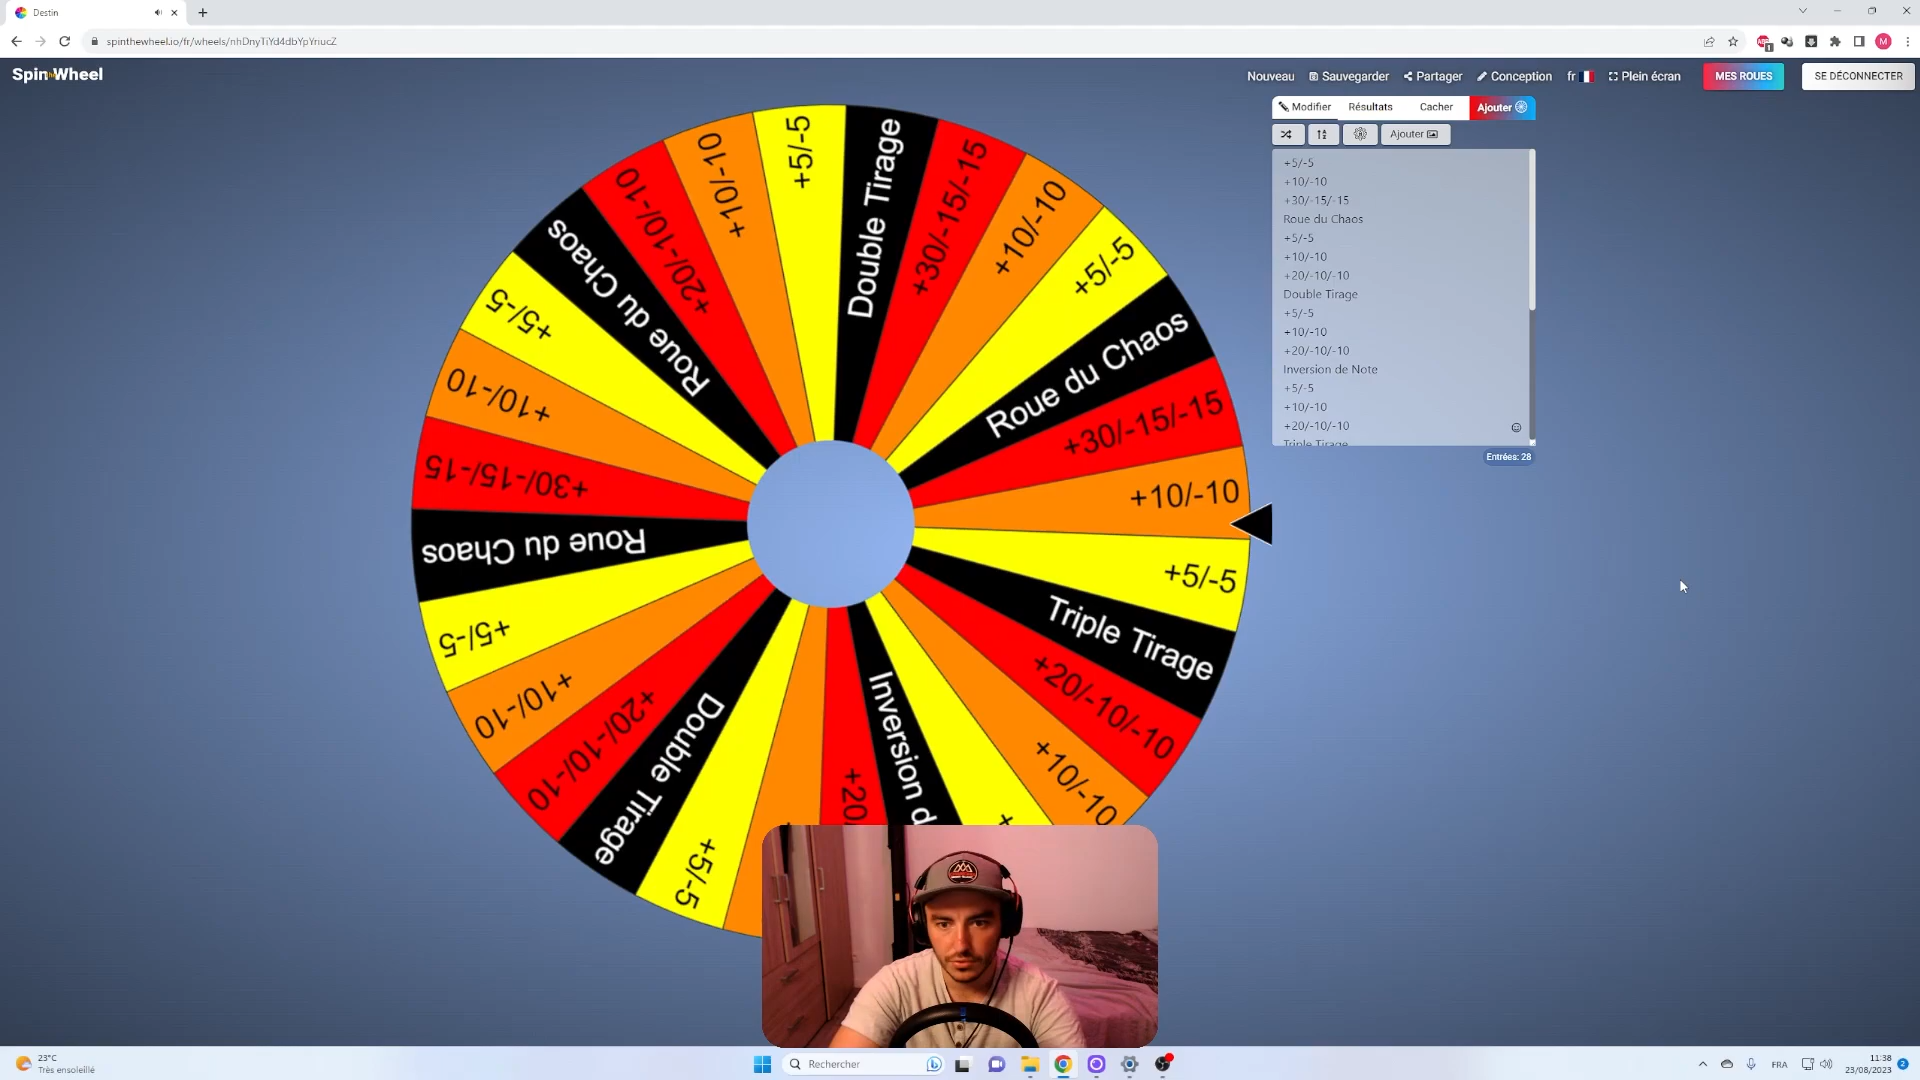 Destin
spinthewheel.io/fr/wheels/nhDnyTiYd4dbYpYriucZ
Spin the Wheel
Nouveau
Sauvegarder
Partager
Conception
fr
Plein écran
MES ROUES
SE DÉCONNECTER
Modifier
Résultats
Cacher
Ajouter
Ajouter
+5/-5
+10/-10
+30/-15/-15
Roue du Chaos
+5/-5
+10/-10
+20/-10/-10
Double Tirage
+5/-5
+10/-10
+20/-10/-10
Inversion de Note
+5/-5
+10/-10
+20/-10/-10
Triple Tirage
Entrées: 28
+5/-5
Double Tirage
+30/-15/-15
+10/-10
+5/-5
Roue du Chaos
+30/-15/-15
+10/-10
+5/-5
Triple Tirage
+20/-10/-10
+10/-10
+
Inversion d
+20/
+5/-5
Double Tirage
+20/-10/-10
+10/-10
+5/-5
Roue du Chaos
+30/-15/-15
+10/-10
+5/-5
Roue du Chaos
+20/-10/-10
+10/-10
23°C
Très ensoleillé
Rechercher
FRA
11:38
23/08/2023
2